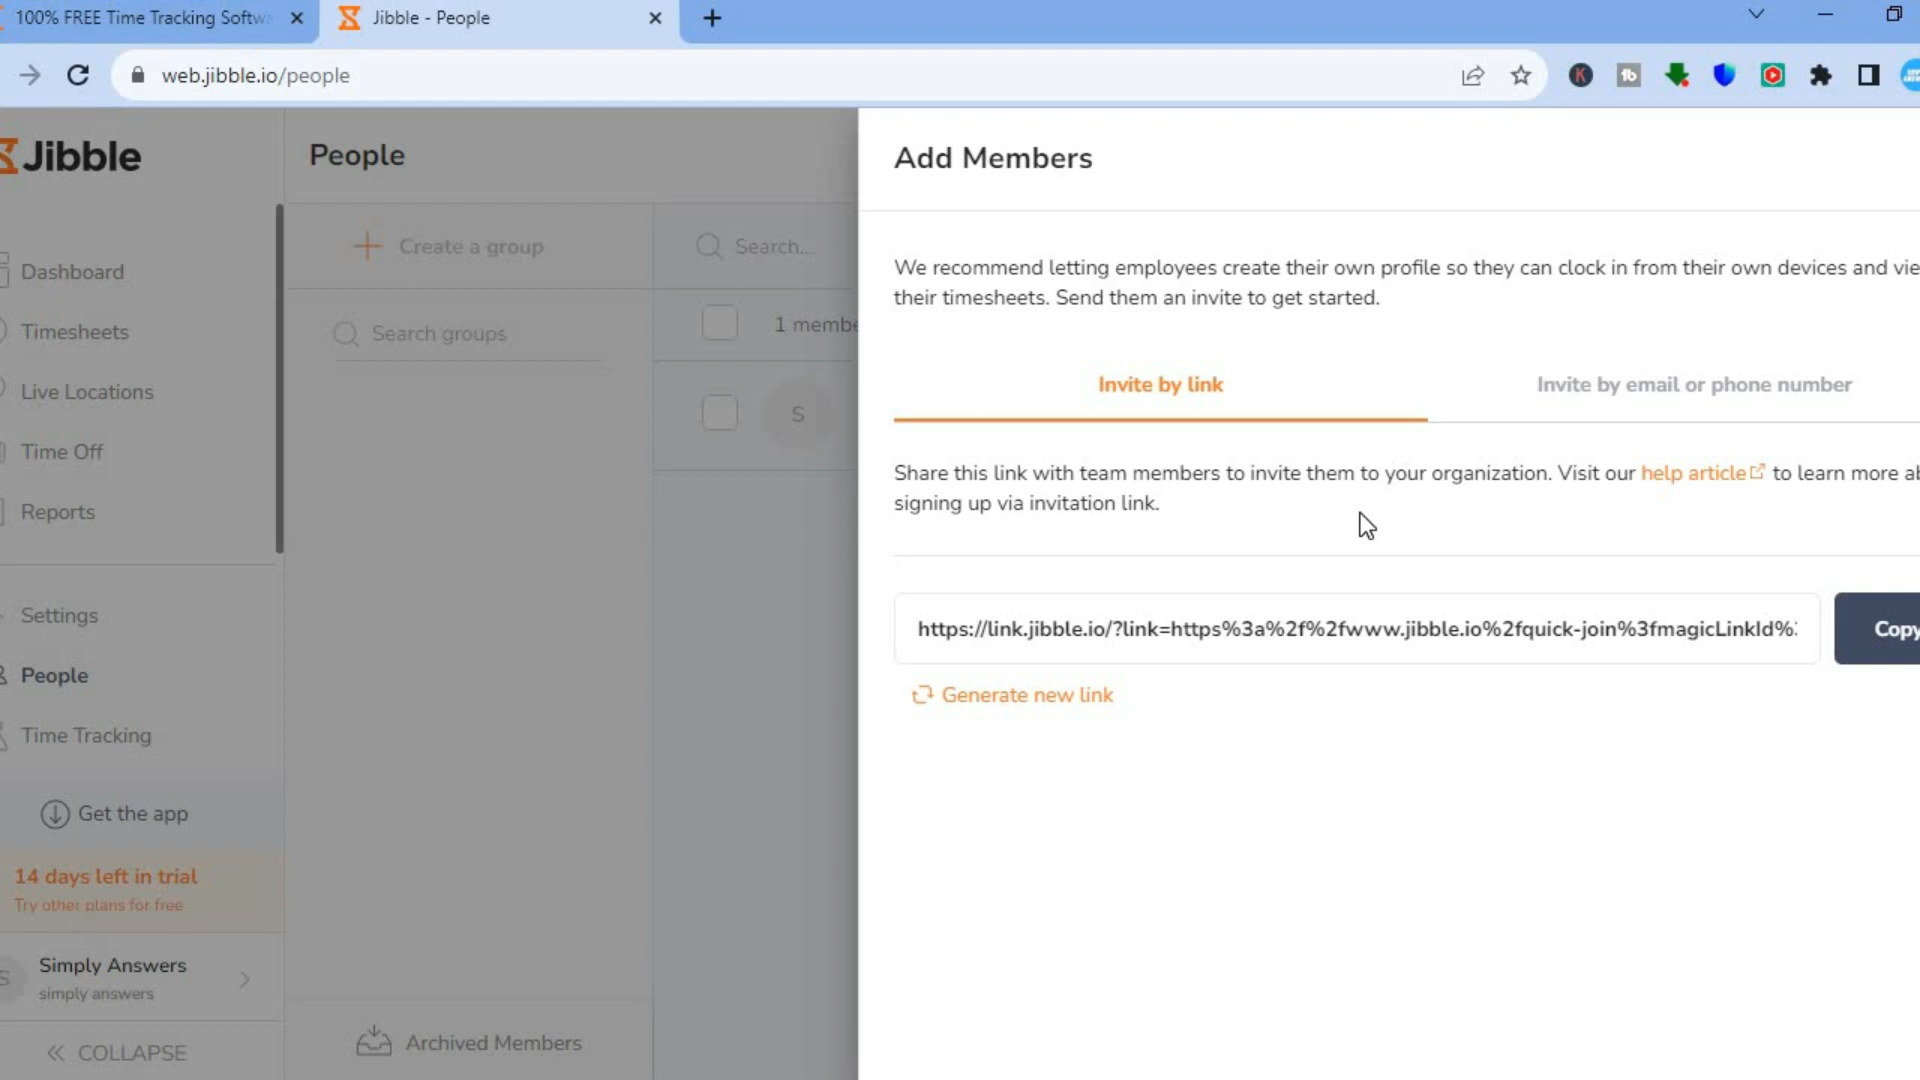 100% FREE Time Tracking Softw
Jibble - People
web.jibble.io/people
Jibble
People
Add Members
Create a group
Search...
Dashboard
We recommend letting employees create their own profile so they can clock in from their own devices and vie
their timesheets. Send them an invite to get started.
Timesheets
Search groups
1 membe
Live Locations
Invite by link
Invite by email or phone number
S
Time Off
Share this link with team members to invite them to your organization. Visit our help article to learn more ab
signing up via invitation link.
Reports
Settings
https://link.jibble.io/?link=https%3a%2f%2fwww.jibble.io%2fquick-join%3fmagicLinkId%
Copy
People
Generate new link
Time Tracking
Get the app
14 days left in trial
Try other plans for free
S
Simply Answers
simply answers
Archived Members
COLLAPSE